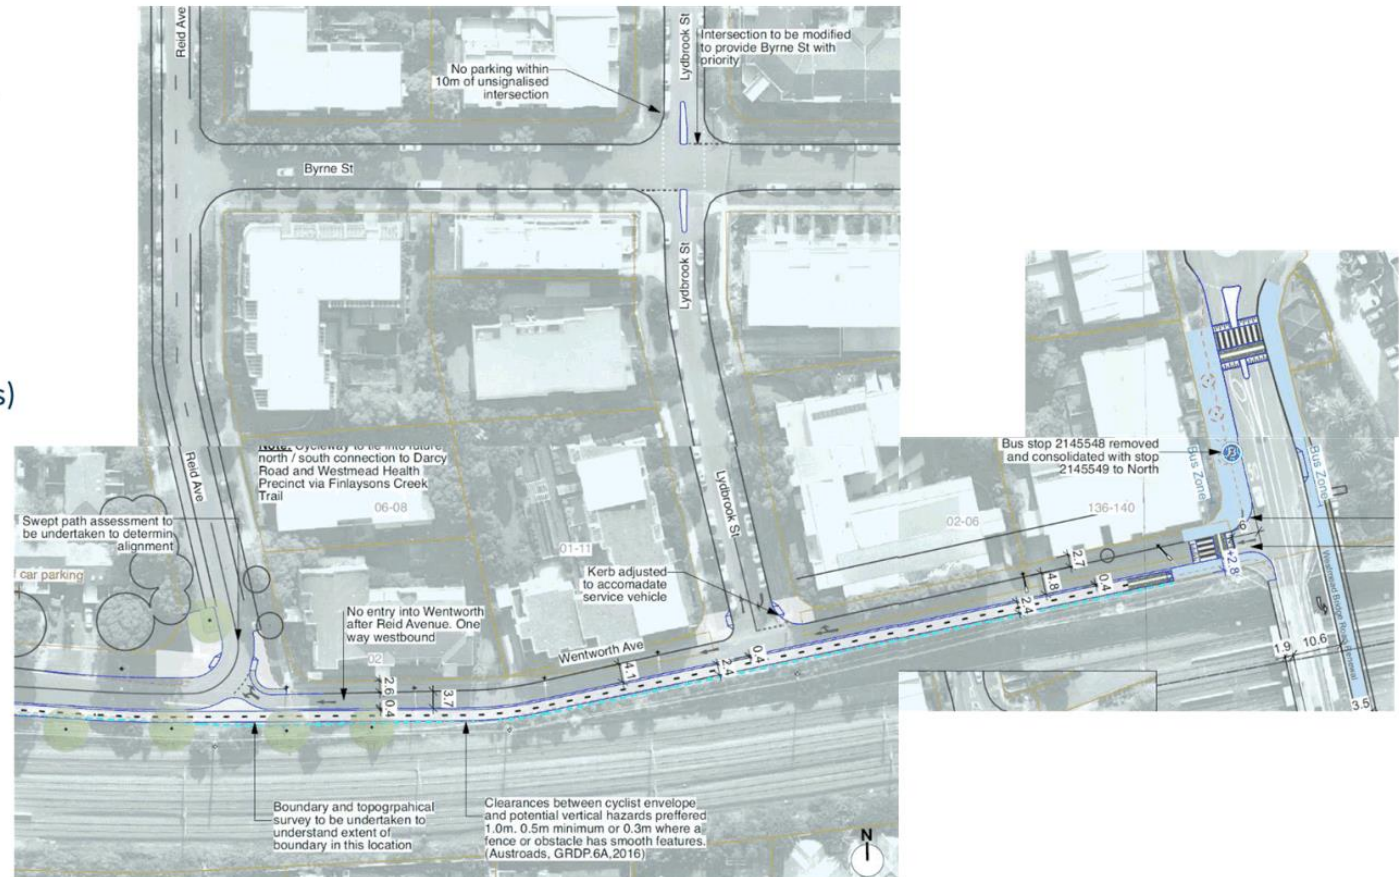 Reid Ave
Lydbrook St
Intersection to be modified
to provide Byrne St with
priority
No parking within
10m of unsignalised
intersection
Byrne St
Lydbrook St
s)
Note: Cycleway to tie into future
north / south connection to Darcy
Road and Westmead Health
Precinct via Finlaysons Creek
Trail
Reid Ave
06-08
Swept path assessment to
be undertaken to determin
alignment
car parking
01-11
Lydbrook St
Kerb adjusted
to accomadate
service vehicle
02-06
136-140
Bus stop 2145548 removed
and consolidated with stop
2145549 to North
Bus Zone
Bus Zone
Westmead Bridge Road Renewal
No entry into Wentworth
after Reid Avenue. One
way westbound
02
Wentworth Ave
2.6
0.4
3.7
4.1
2.4
0.4
2.4
4.8
2.7
0.4
+2.8
6
1.9
10.6
3.5
Boundary and topogrpahical
survey to be undertaken to
understand extent of
boundary in this location
Clearances between cyclist envelope
and potential vertical hazards preffered
1.0m. 0.5m minimum or 0.3m where a
fence or obstacle has smooth features.
(Austroads, GRDP.6A,2016)
N